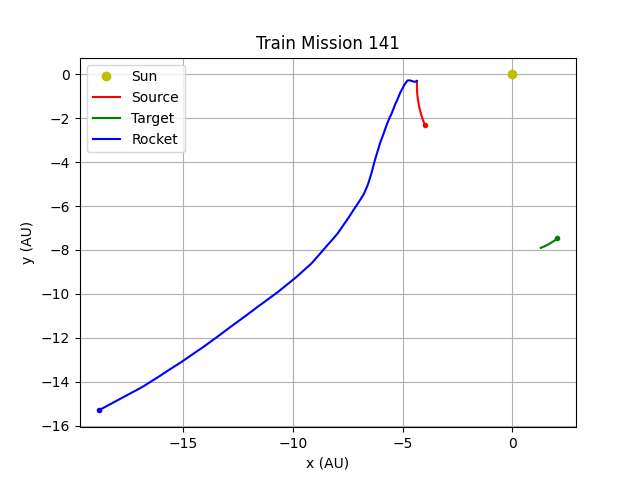 Train Mission 141
Sun
Source
Target
Rocket
0
−2
−4
−6
−8
−10
−12
−14
−16
y (AU)
−15
−10
−5
0
x (AU)